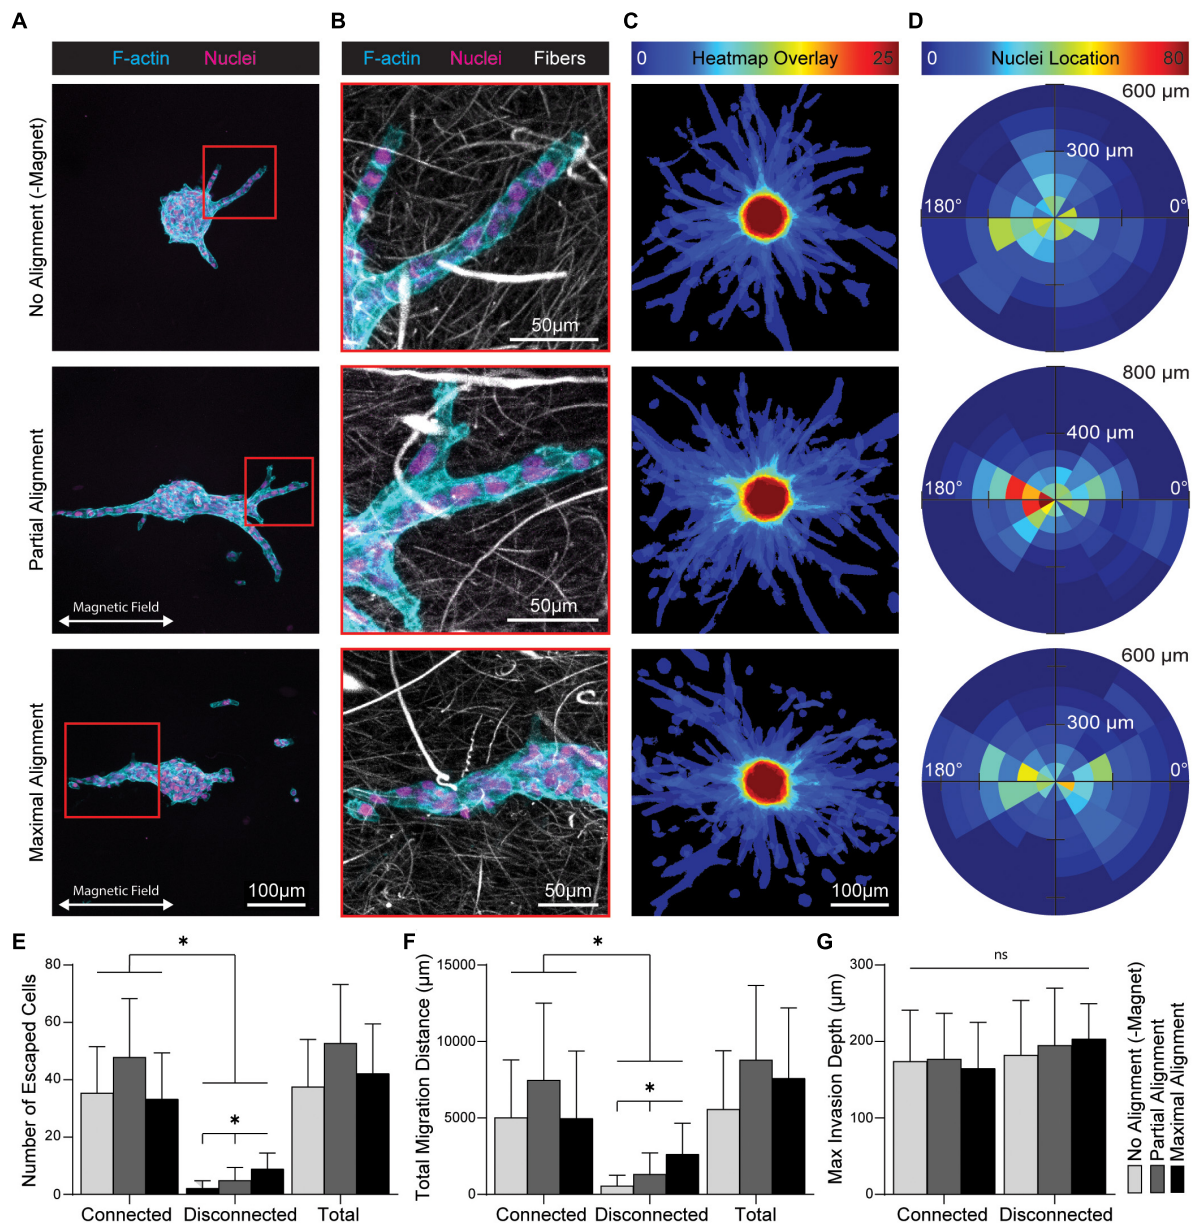 A
B
C
D
F-actin Nuclei
F-actin Nuclei Fibers
0 Heatmap Overlay 25
0 Nuclei Location 80
No Alignment (-Magnet)
50µm
600 µm
300 µm
180°
0°
Partial Alignment
Magnetic Field
50µm
800 µm
400 µm
180°
0°
Maximal Alignment
Magnetic Field
100µm
50µm
100µm
600 µm
300 µm
180°
0°
E
Number of Escaped Cells
80
60
40
20
0
*
*
Connected Disconnected Total
F
Total Migration Distance (µm)
15000
10000
5000
0
*
*
Connected Disconnected Total
G
Max Invasion Depth (µm)
300
200
100
0
ns
Connected Disconnected
No Alignment (-Magnet)
Partial Alignment
Maximal Alignment